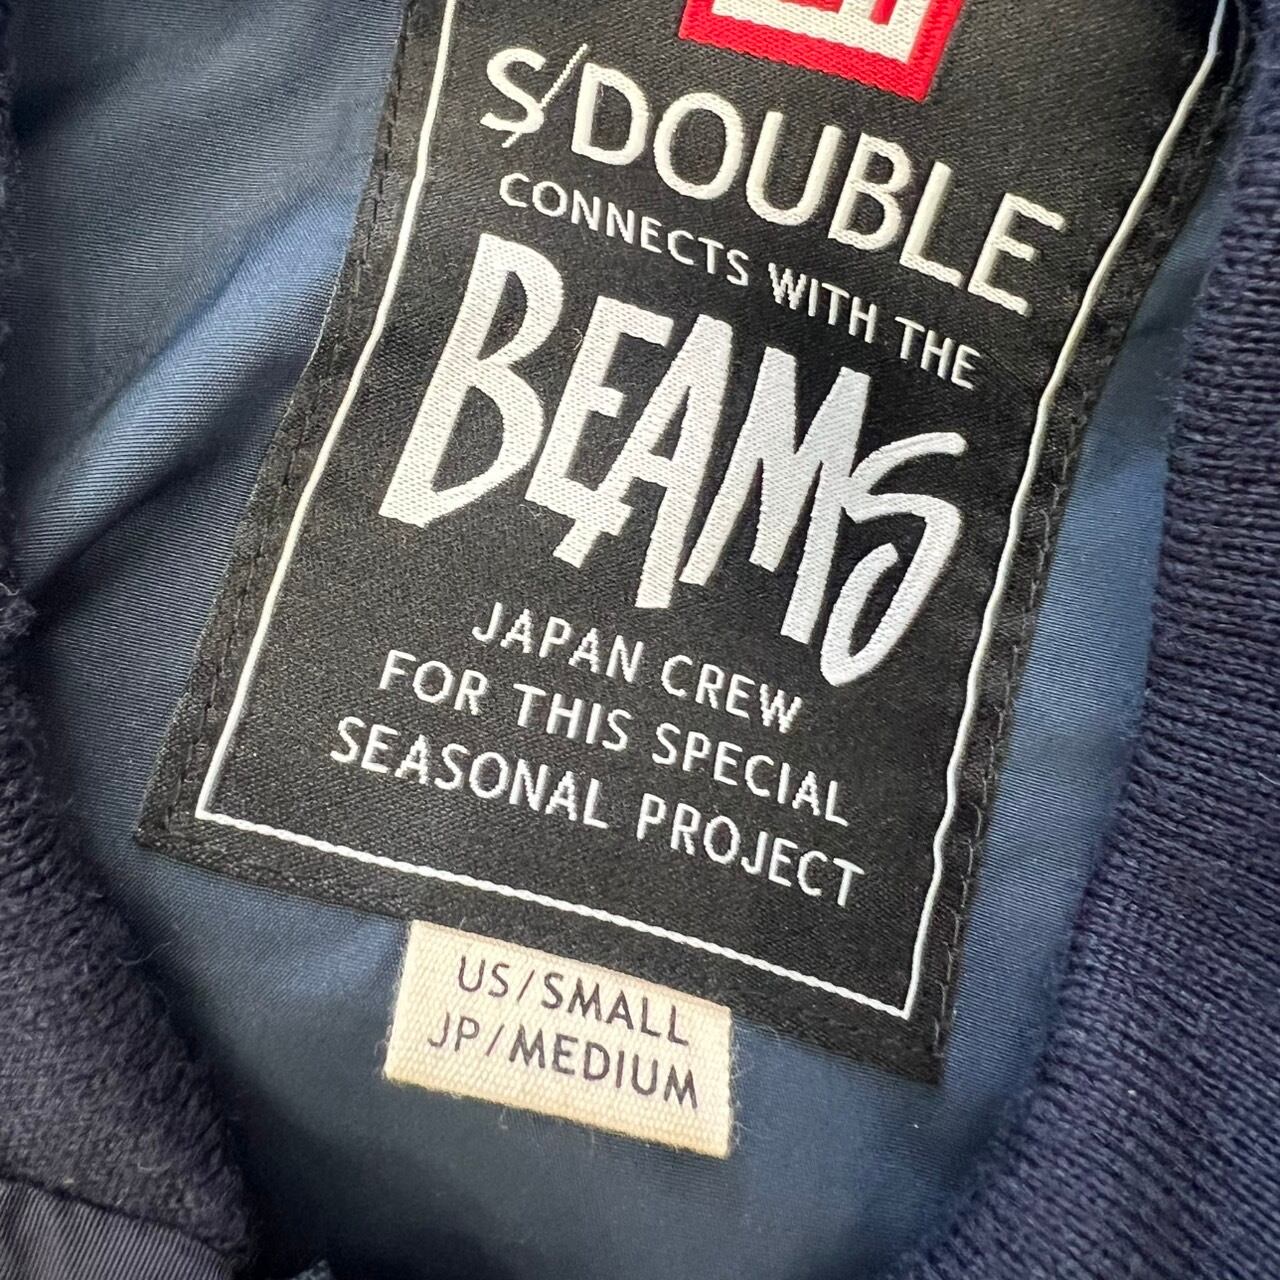 S/DOUBLE
CONNECTS WITH THE
BEAMS
JAPAN CREW
FOR THIS SPECIAL
SEASONAL PROJECT
US/SMALL
JP/MEDIUM